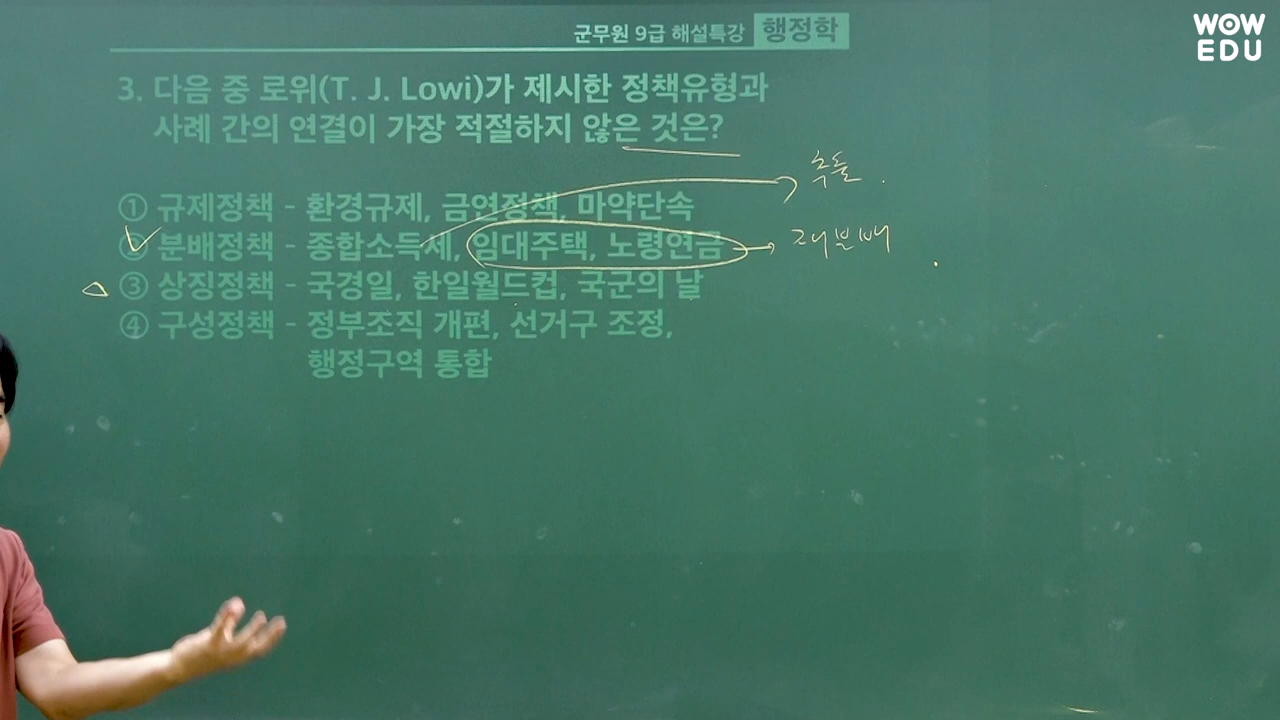 군무원 9급 해설특강 행정학
WOW
EDU
3. 다음 중 로위(T. J. Lowi)가 제시한 정책유형과
사례 간의 연결이 가장 적절하지 않은 것은?
추출
① 규제정책 - 환경규제, 금연정책, 마약단속
② 분배정책 - 종합소득세, 임대주택, 노령연금
재분배
③ 상징정책 - 국경일, 한일월드컵, 국군의 날
④ 구성정책 - 정부조직 개편, 선거구 조정,
행정구역 통합